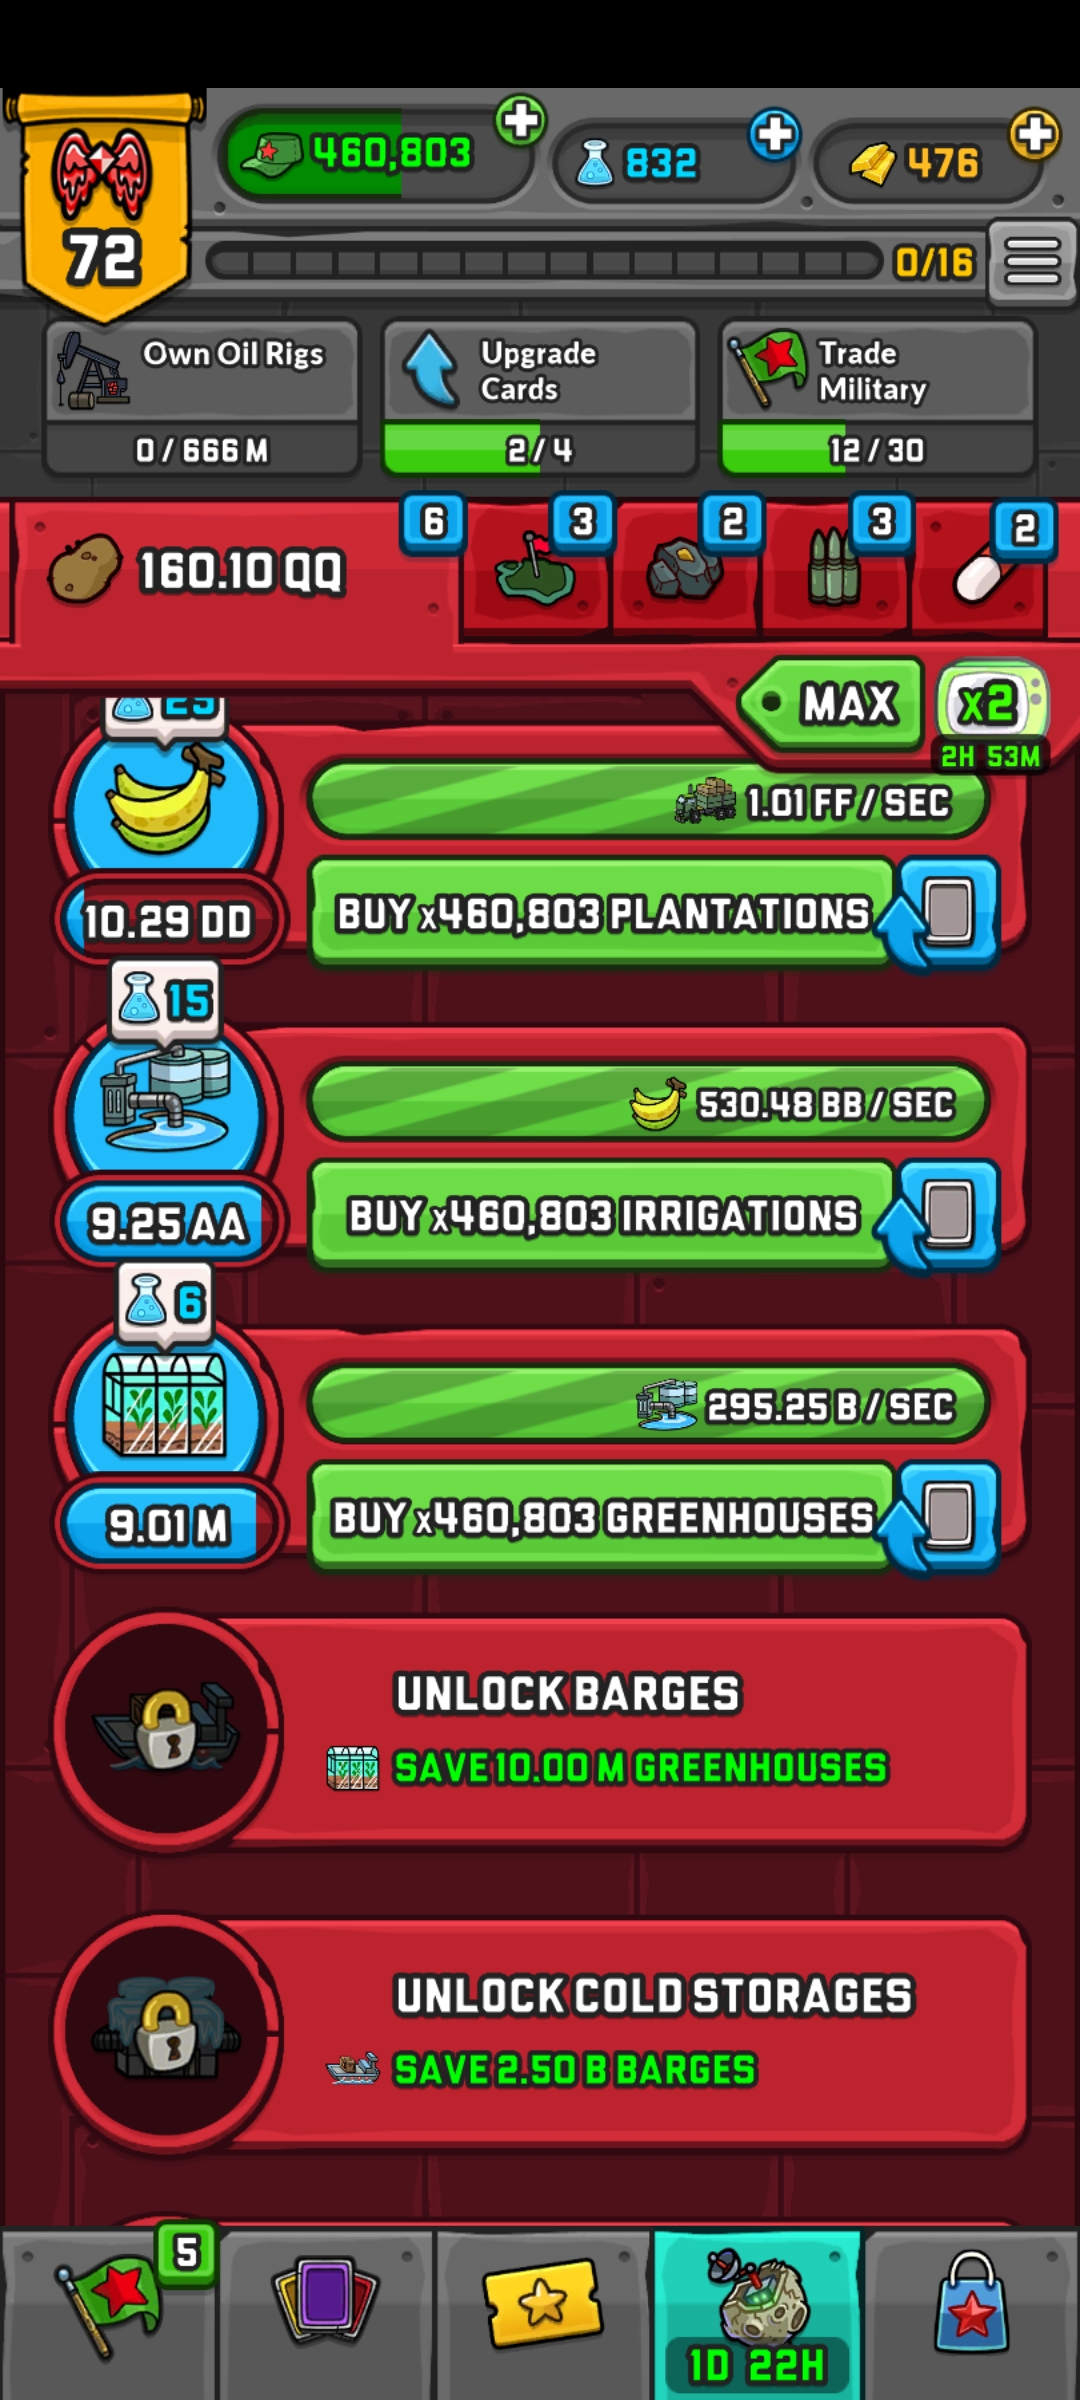 460,803
832
476
72
0/16
Own Oil Rigs
0 / 666 M
Upgrade
Cards
2 / 4
Trade
Military
12 / 30
160.10 QQ
6
3
2
3
2
MAX
x2
2H 53M
25
1.01 FF / SEC
10.29 DD
BUY x460,803 PLANTATIONS
15
530.48 BB / SEC
9.25 AA
BUY x460,803 IRRIGATIONS
6
295.25 B / SEC
9.01 M
BUY x460,803 GREENHOUSES
UNLOCK BARGES
SAVE 10.00 M GREENHOUSES
UNLOCK COLD STORAGES
SAVE 2.50 B BARGES
5
1D 22H